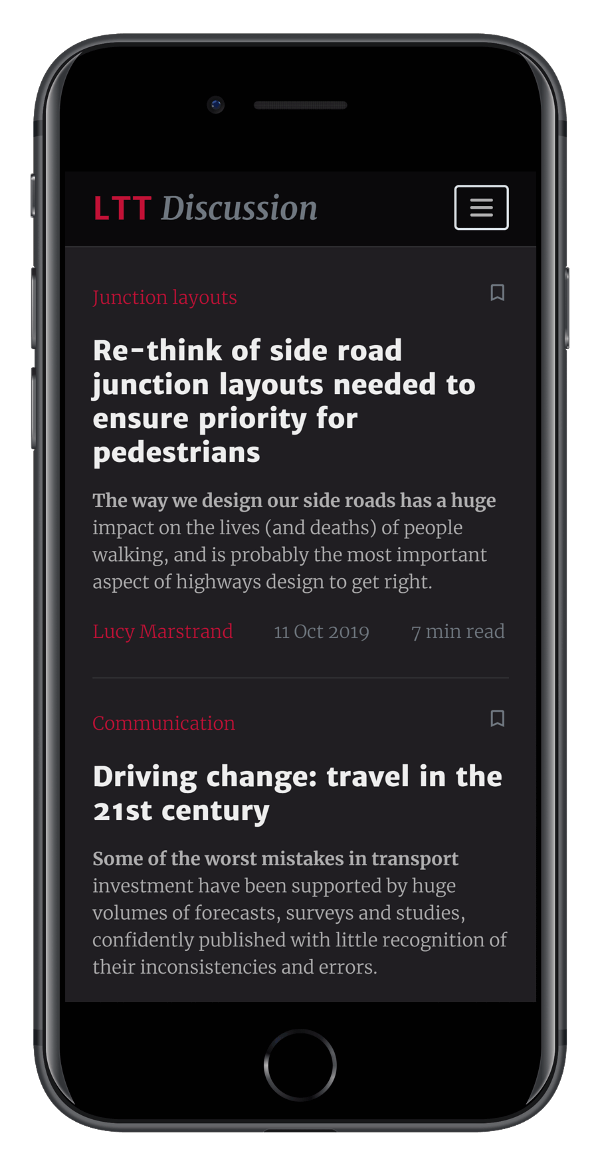 LTT Discussion
Junction layouts
Re-think of side road
junction layouts needed to
ensure priority for
pedestrians
The way we design our side roads has a huge
impact on the lives (and deaths) of people
walking, and is probably the most important
aspect of highways design to get right.
Lucy Marstrand 11 Oct 2019 7 min read
Communication
Driving change: travel in the
21st century
Some of the worst mistakes in transport
investment have been supported by huge
volumes of forecasts, surveys and studies,
confidently published with little recognition of
their inconsistencies and errors.